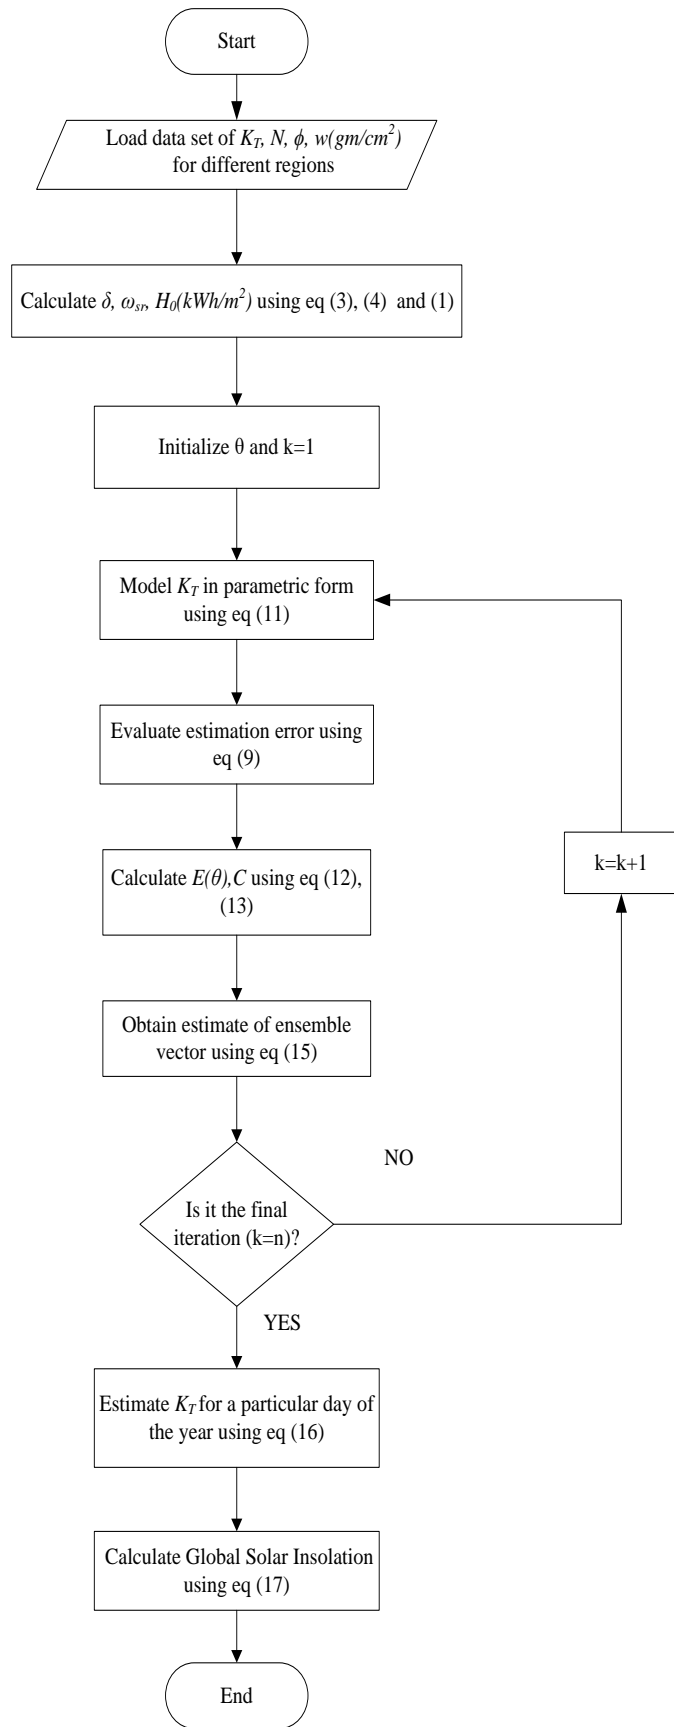 Start
Load data set of K_T, N, ϕ, w(gm/cm²)
for different regions
Calculate δ, ω_sr, H_0(kWh/m²) using eq (3), (4) and (1)
Initialize θ and k=1
Model K_T in parametric form
using eq (11)
Evaluate estimation error using
eq (9)
Calculate E(θ),C using eq (12),
(13)
k=k+1
Obtain estimate of ensemble
vector using eq (15)
NO
Is it the final
iteration (k=n)?
YES
Estimate K_T for a particular day of
the year using eq (16)
Calculate Global Solar Insolation
using eq (17)
End